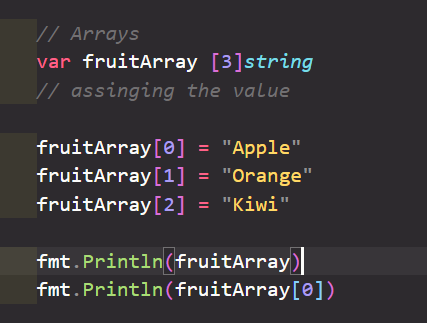 // Arrays
var fruitArray [3]string
// assinging the value
fruitArray[0] = "Apple"
fruitArray[1] = "Orange"
fruitArray[2] = "Kiwi"
fmt.Println(fruitArray)
fmt.Println(fruitArray[0])